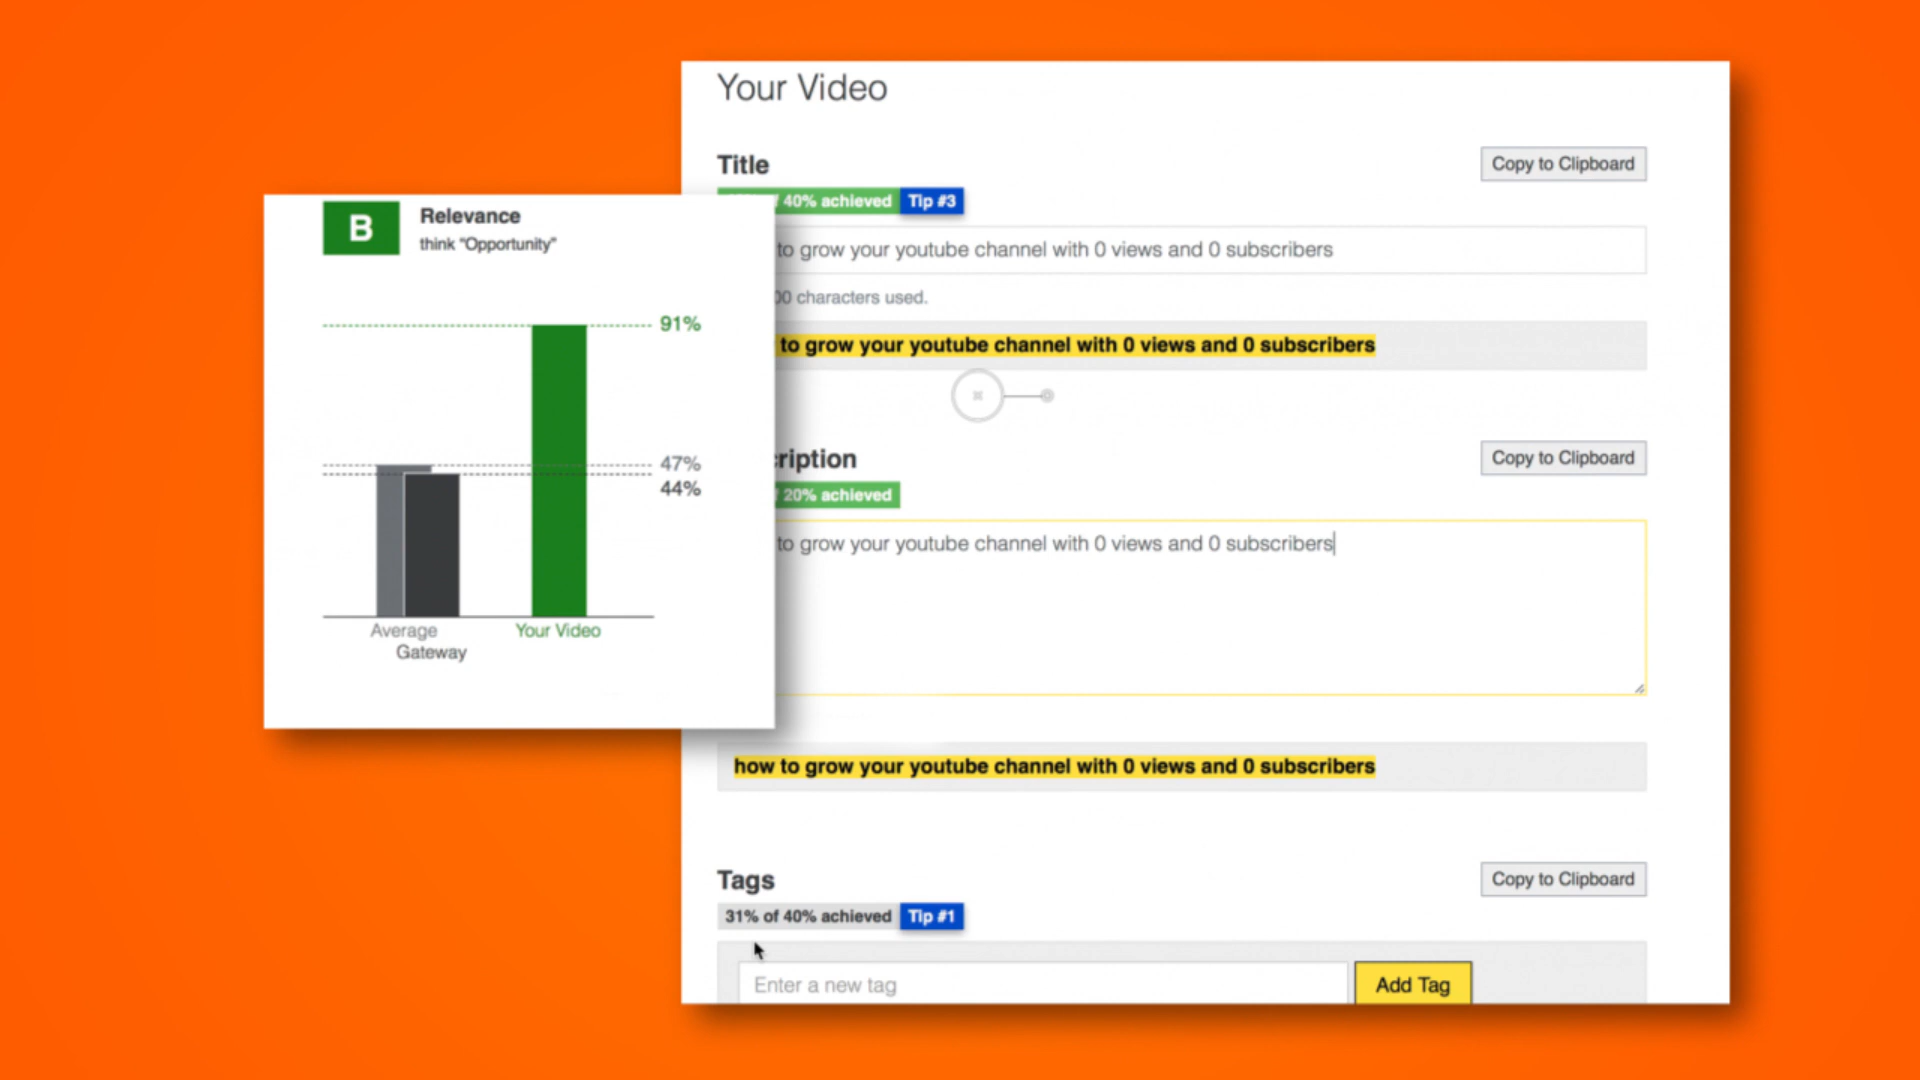 Your Video
Title
Copy to Clipboard
40% achieved Tip #3
to grow your youtube channel with 0 views and 0 subscribers
characters used.
to grow your youtube channel with 0 views and 0 subscribers
B
Relevance
think "Opportunity"
91%
47%
44%
Average
Gateway
Your Video
Copy to Clipboard
20% achieved
to grow your youtube channel with 0 views and 0 subscribers
how to grow your youtube channel with 0 views and 0 subscribers
Tags
Copy to Clipboard
31% of 40% achieved Tip #1
Enter a new tag
Add Tag